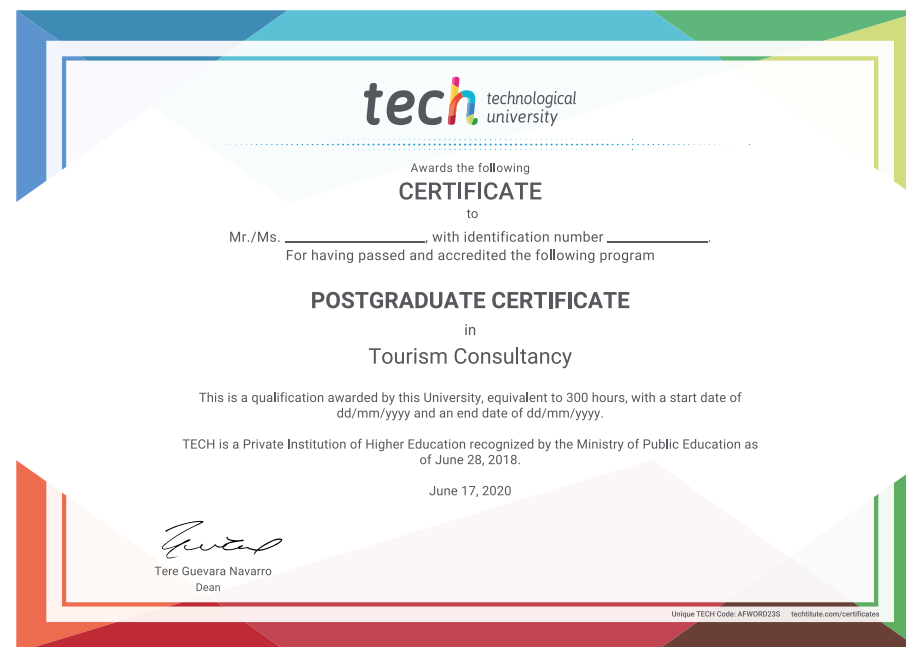 tech technological
university
Awards the following
CERTIFICATE
to
Mr./Ms. ____________________, with identification number ______________.
For having passed and accredited the following program
POSTGRADUATE CERTIFICATE
in
Tourism Consultancy
This is a qualification awarded by this University, equivalent to 300 hours, with a start date of
dd/mm/yyyy and an end date of dd/mm/yyyy.
TECH is a Private Institution of Higher Education recognized by the Ministry of Public Education as
of June 28, 2018.
June 17, 2020
Tere Guevara Navarro
Dean
Unique TECH Code: AFWORD23S techtitute.com/certificates